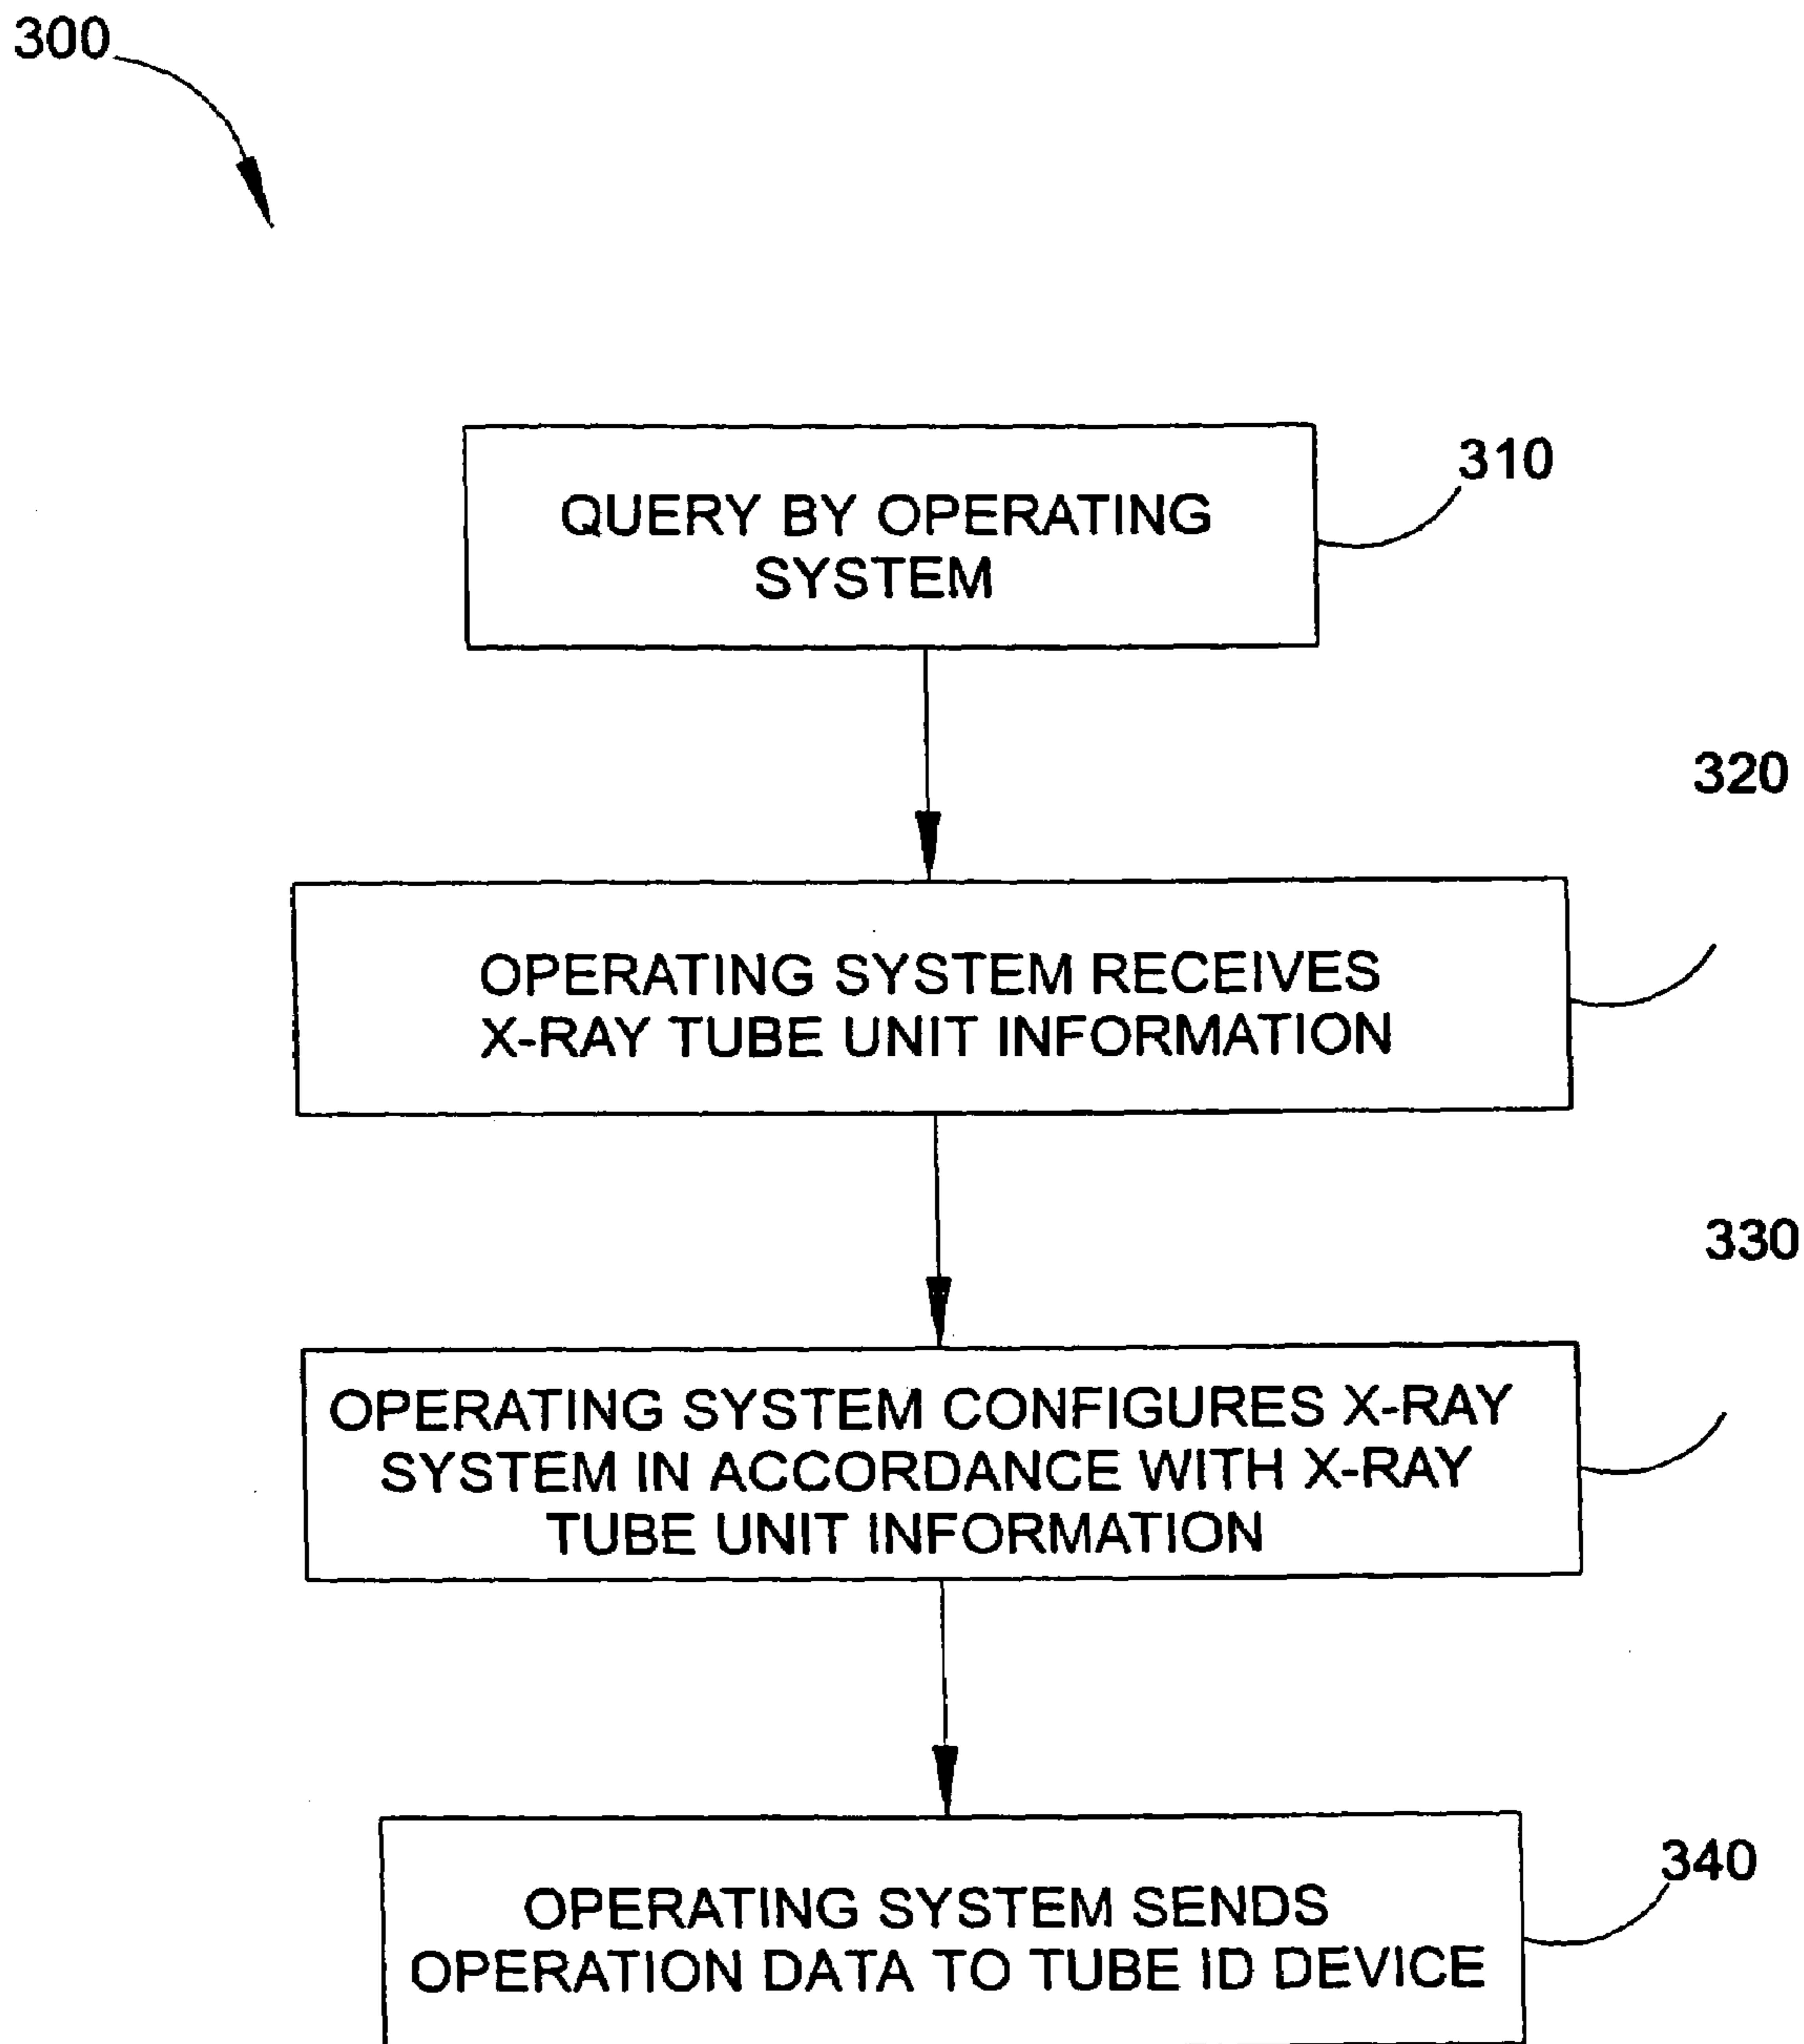 300
310
QUERY BY OPERATING
SYSTEM
320
OPERATING SYSTEM RECEIVES
X-RAY TUBE UNIT INFORMATION
330
OPERATING SYSTEM CONFIGURES X-RAY
SYSTEM IN ACCORDANCE WITH X-RAY
TUBE UNIT INFORMATION
340
OPERATING SYSTEM SENDS
OPERATION DATA TO TUBE ID DEVICE